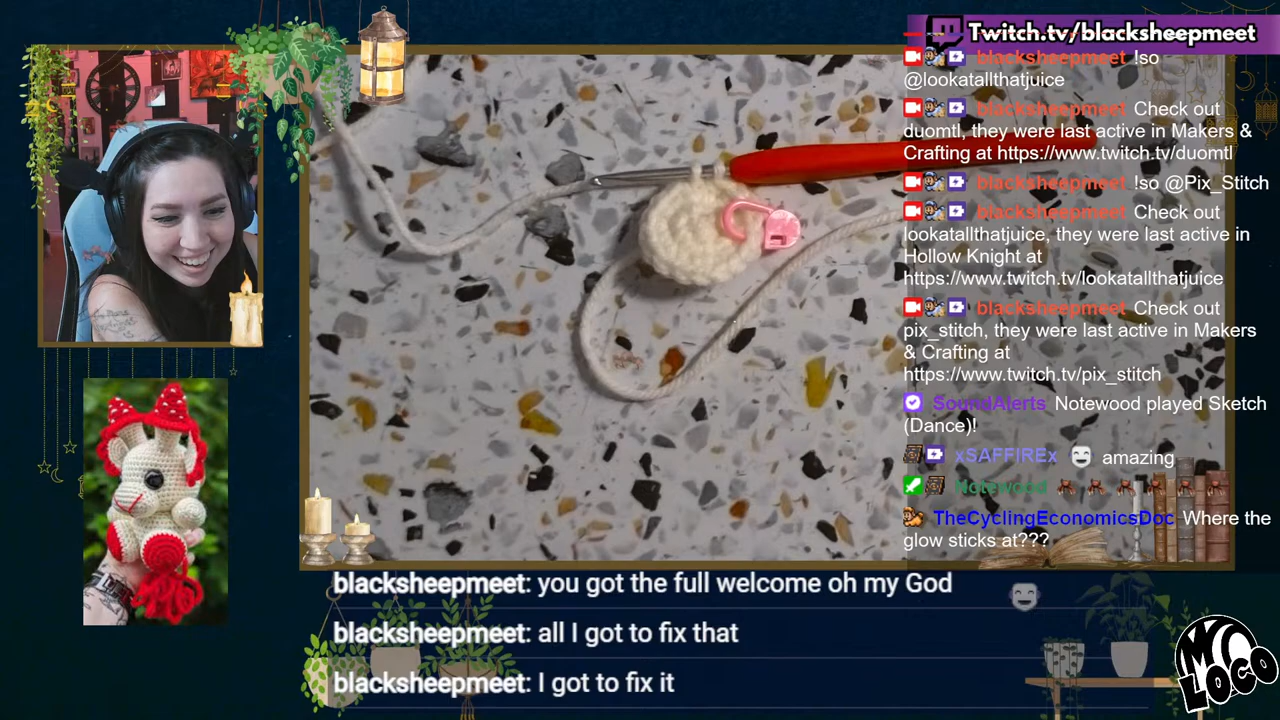 Twitch.tv/blacksheepmeet
blacksheepmeet !so
@lookatallthatjuice
blacksheepmeet Check out
duomtl, they were last active in Makers &
Crafting at https://www.twitch.tv/duomtl
blacksheepmeet !so @Pix_Stitch
blacksheepmeet Check out
lookatallthatjuice, they were last active in
Hollow Knight at
https://www.twitch.tv/lookatallthatjuice
blacksheepmeet Check out
pix_stitch, they were last active in Makers
& Crafting at
https://www.twitch.tv/pix_stitch
SoundAlerts Notewood played Sketch
(Dance)!
xSAFFIREx amazing
Notewood
TheCyclingEconomicsDoc Where the
glow sticks at???
blacksheepmeet: you got the full welcome oh my God
blacksheepmeet: all I got to fix that
blacksheepmeet: I got to fix it
MC
LOCO